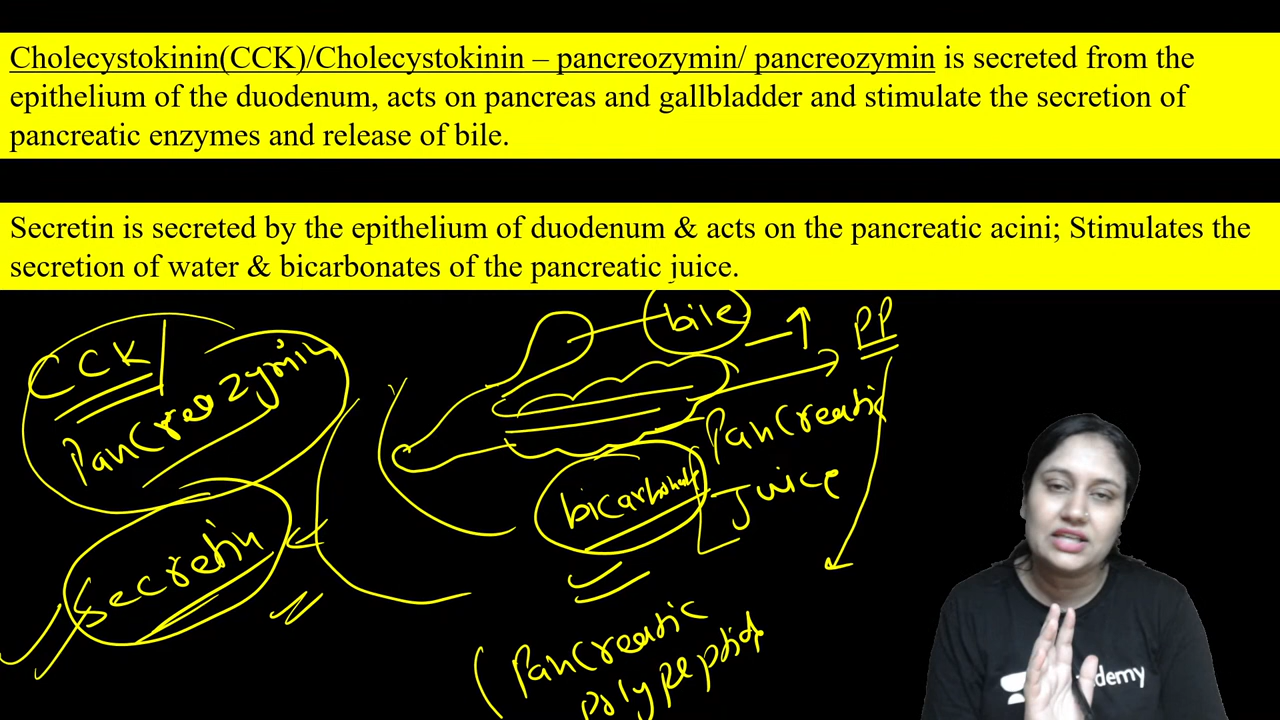 Cholecystokinin(CCK)/Cholecystokinin – pancreozymin/ pancreozymin is secreted from the
epithelium of the duodenum, acts on pancreas and gallbladder and stimulate the secretion of
pancreatic enzymes and release of bile.
Secretin is secreted by the epithelium of duodenum & acts on the pancreatic acini; Stimulates the
secretion of water & bicarbonates of the pancreatic juice.
bile
PP
CCK/
Pancreozymin
Pancreatic
Juice
bicarbonate
Secretin
(Pancreatic
polypeptide
demy